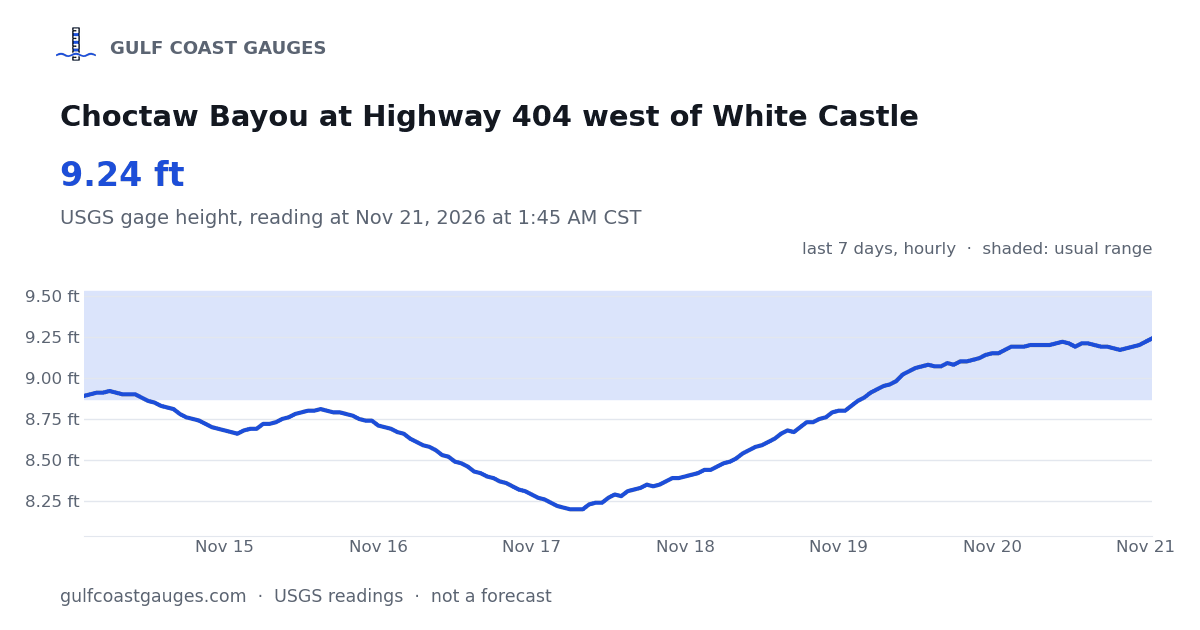 GULF COAST GAUGES
Choctaw Bayou at Highway 404 west of White Castle
9.24 ft
USGS gage height, reading at Nov 21, 2026 at 1:45 AM CST
last 7 days, hourly · shaded: usual range
9.50 ft
9.25 ft
9.00 ft
8.75 ft
8.50 ft
8.25 ft
Nov 15 Nov 16 Nov 17 Nov 18 Nov 19 Nov 20 Nov 21
gulfcoastgauges.com · USGS readings · not a forecast